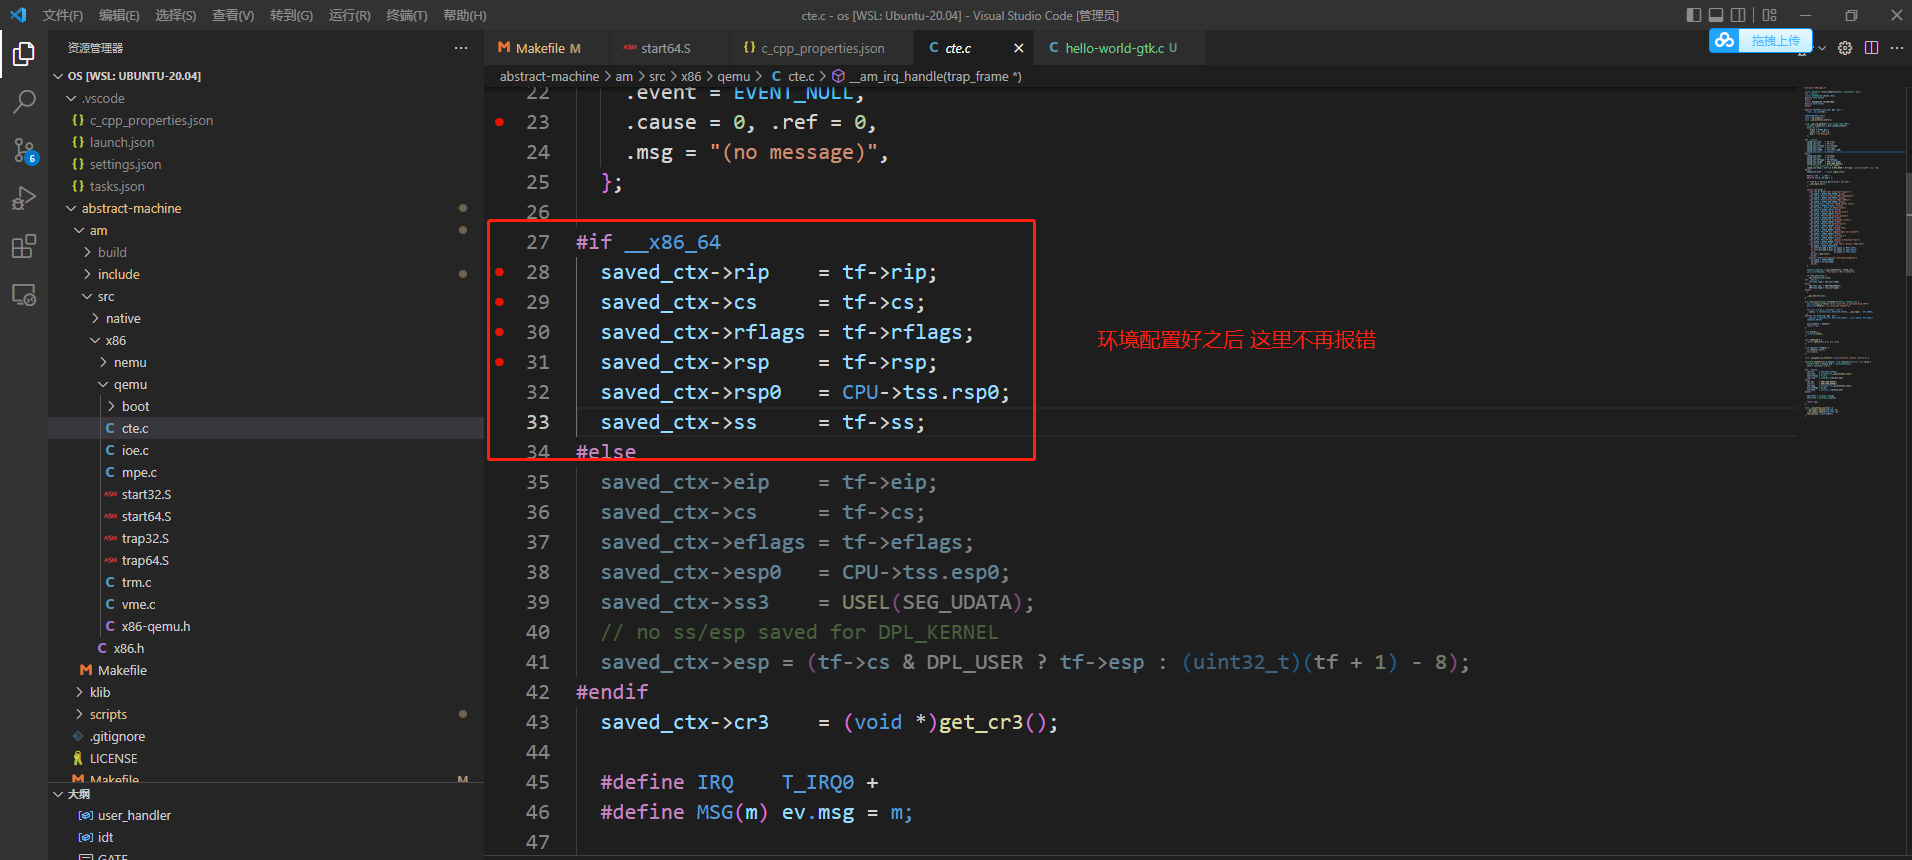 文件(F) 编辑(E) 选择(S) 查看(V) 转到(G) 运行(R) 终端(T) 帮助(H)
cte.c - os [WSL: Ubuntu-20.04] - Visual Studio Code [管理员]
资源管理器
Makefile M
ASM start64.S
{} c_cpp_properties.json
C cte.c
C hello-world-gtk.c U
拖拽上传
abstract-machine > am > src > x86 > qemu > C cte.c > __am_irq_handle(trap_frame *)
OS [WSL: UBUNTU-20.04]
.vscode
{} c_cpp_properties.json
{} launch.json
{} settings.json
{} tasks.json
abstract-machine
am
build
include
src
native
x86
nemu
qemu
boot
C cte.c
C ioe.c
C mpe.c
ASM start32.S
ASM start64.S
ASM trap32.S
ASM trap64.S
C trm.c
C vme.c
C x86-qemu.h
C x86.h
M Makefile
klib
scripts
.gitignore
LICENSE
M Makefile M
大纲
user_handler
idt
GATE
6
22 .event = EVENT_NULL,
23 .cause = 0, .ref = 0,
24 .msg = "(no message)",
25 };
26
27 #if __x86_64
28 saved_ctx->rip    = tf->rip;
29 saved_ctx->cs     = tf->cs;
30 saved_ctx->rflags = tf->rflags;
31 saved_ctx->rsp    = tf->rsp;
32 saved_ctx->rsp0   = CPU->tss.rsp0;
33 saved_ctx->ss     = tf->ss;
34 #else
35 saved_ctx->eip    = tf->eip;
36 saved_ctx->cs     = tf->cs;
37 saved_ctx->eflags = tf->eflags;
38 saved_ctx->esp0   = CPU->tss.esp0;
39 saved_ctx->ss3    = USEL(SEG_UDATA);
40 // no ss/esp saved for DPL_KERNEL
41 saved_ctx->esp = (tf->cs & DPL_USER ? tf->esp : (uint32_t)(tf + 1) - 8);
42 #endif
43 saved_ctx->cr3    = (void *)get_cr3();
44
45 #define IRQ    T_IRQ0 +
46 #define MSG(m) ev.msg = m;
47
环境配置好之后 这里不再报错